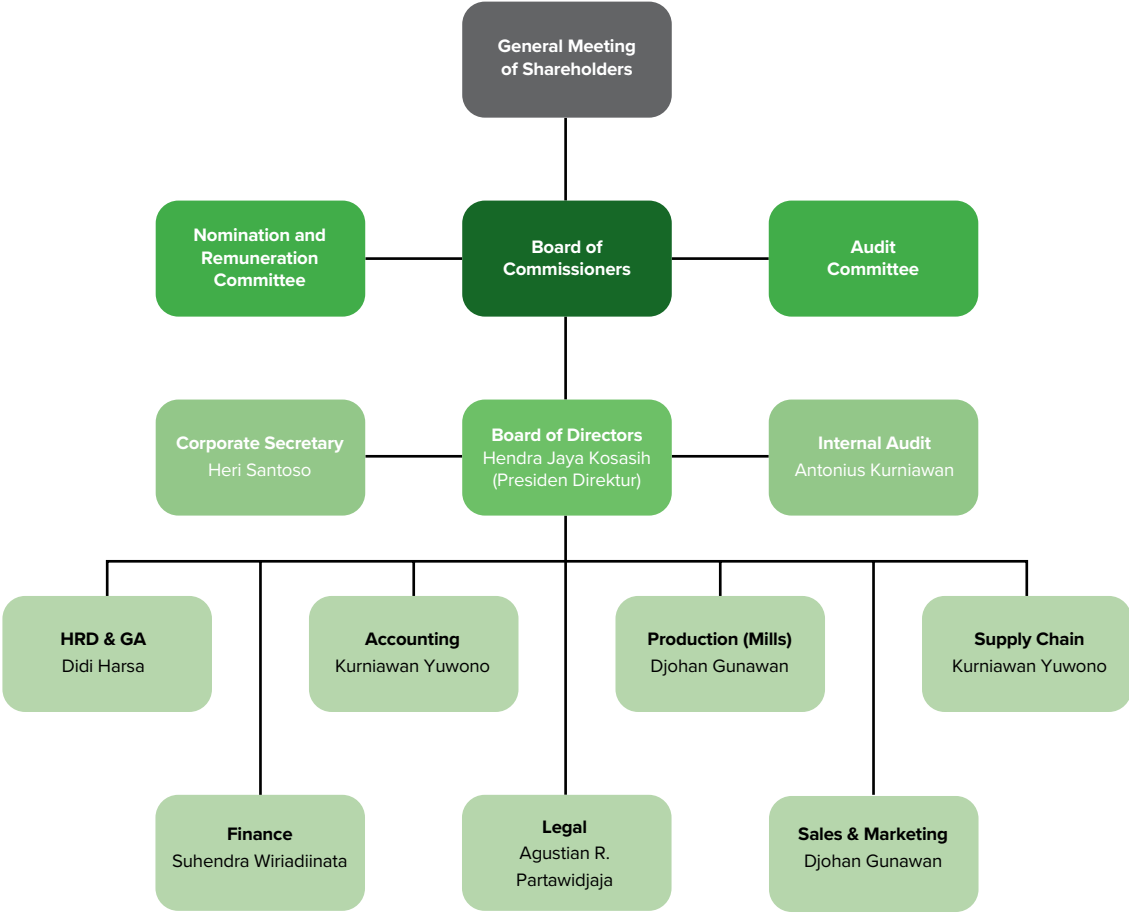 General Meeting
of Shareholders
Nomination and
Remuneration
Committee
Board of
Commissioners
Audit
Committee
Corporate Secretary
Heri Santoso
Board of Directors
Hendra Jaya Kosasih
(Presiden Direktur)
Internal Audit
Antonius Kurniawan
HRD & GA
Didi Harsa
Accounting
Kurniawan Yuwono
Production (Mills)
Djohan Gunawan
Supply Chain
Kurniawan Yuwono
Finance
Suhendra Wiriadiinata
Legal
Agustian R.
Partawidjaja
Sales & Marketing
Djohan Gunawan